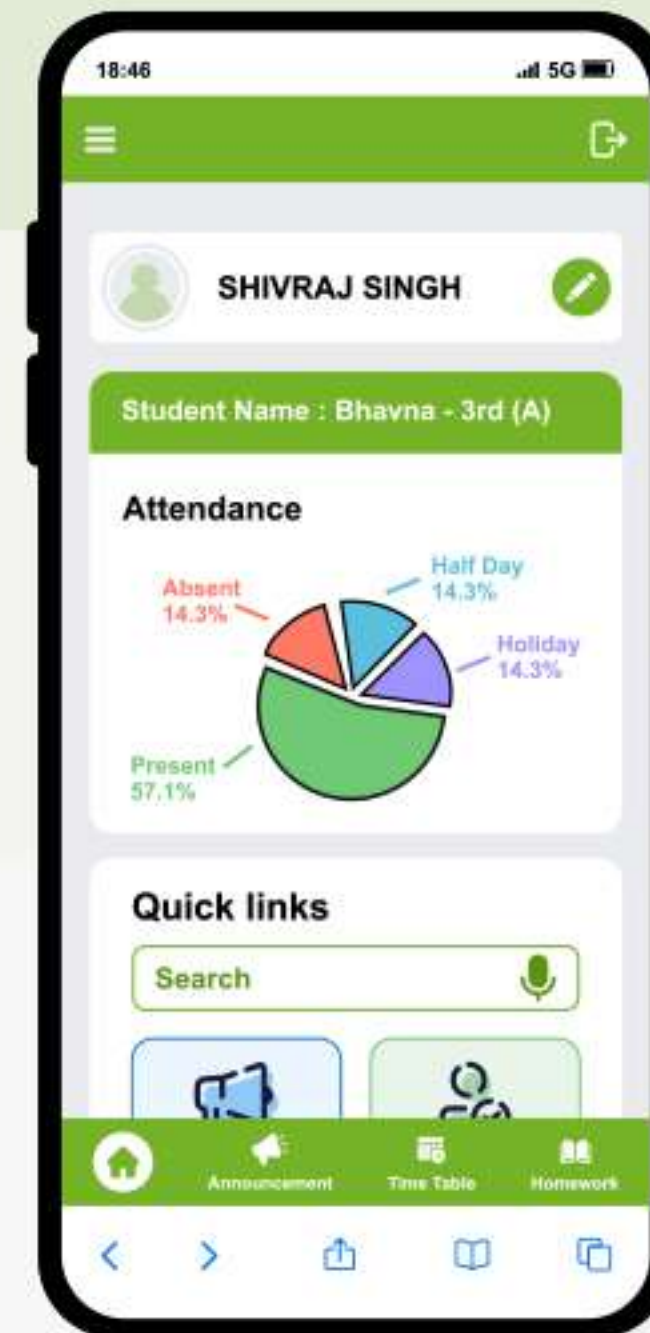 18:46 5G
SHIVRAJ SINGH
Student Name : Bhavna - 3rd (A)
Attendance
Half Day
14.3%
Absent
14.3%
Holiday
14.3%
Present
57.1%
Quick links
Search
Announcement Time Table Homework